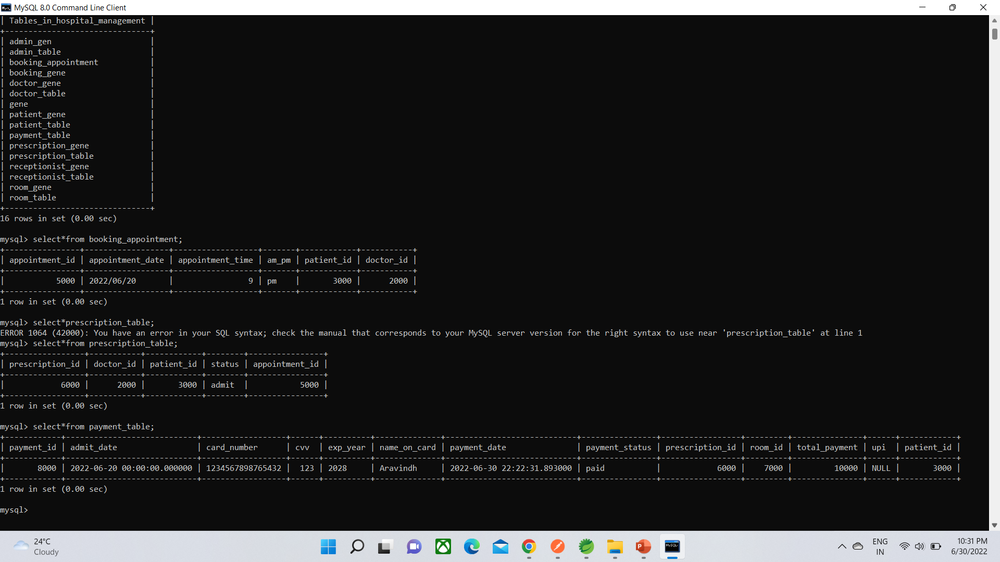 MySQL 8.0 Command Line Client
| Tables_in_hospital_management |
+-------------------------------+
| admin_gen                     |
| admin_table                   |
| booking_appointment           |
| booking_gene                  |
| doctor_gene                   |
| doctor_table                  |
| gene                          |
| patient_gene                  |
| patient_table                 |
| payment_table                 |
| prescription_gene             |
| prescription_table            |
| receptionist_gene             |
| receptionist_table            |
| room_gene                     |
| room_table                    |
+-------------------------------+
16 rows in set (0.00 sec)
mysql> select*from booking_appointment;
+----------------+------------------+------------------+-------+------------+-----------+
| appointment_id | appointment_date | appointment_time | am_pm | patient_id | doctor_id |
+----------------+------------------+------------------+-------+------------+-----------+
|           5000 | 2022/06/20       |                9 | pm    |       3000 |      2000 |
+----------------+------------------+------------------+-------+------------+-----------+
1 row in set (0.00 sec)
mysql> select*prescription_table;
ERROR 1064 (42000): You have an error in your SQL syntax; check the manual that corresponds to your MySQL server version for the right syntax to use near 'prescription_table' at line 1
mysql> select*from prescription_table;
+-----------------+-----------+------------+--------+----------------+
| prescription_id | doctor_id | patient_id | status | appointment_id |
+-----------------+-----------+------------+--------+----------------+
|            6000 |      2000 |       3000 | admit  |           5000 |
+-----------------+-----------+------------+--------+----------------+
1 row in set (0.00 sec)
mysql> select*from payment_table;
+------------+----------------------------+------------------+------+----------+--------------+----------------------------+----------------+-----------------+---------+---------------+------+------------+
| payment_id | admit_date                 | card_number      | cvv  | exp_year | name_on_card | payment_date               | payment_status | prescription_id | room_id | total_payment | upi  | patient_id |
+------------+----------------------------+------------------+------+----------+--------------+----------------------------+----------------+-----------------+---------+---------------+------+------------+
|       8000 | 2022-06-20 00:00:00.000000 | 1234567898765432 |  123 | 2028     | Aravindh     | 2022-06-30 22:22:31.893000 | paid           |            6000 |    7000 |         10000 | NULL |       3000 |
+------------+----------------------------+------------------+------+----------+--------------+----------------------------+----------------+-----------------+---------+---------------+------+------------+
1 row in set (0.00 sec)
mysql>
24°C
Cloudy
ENG
IN
10:31 PM
6/30/2022